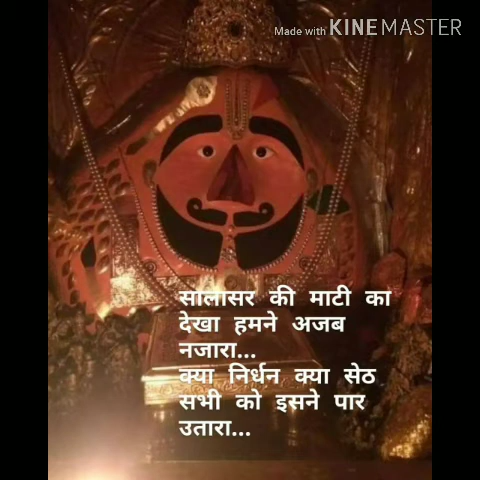 Made with KINEMASTER
सालासर की माटी का
देखा हमने अजब
नजारा...
क्या निर्धन क्या सेठ
सभी को इसने पार
उतारा...